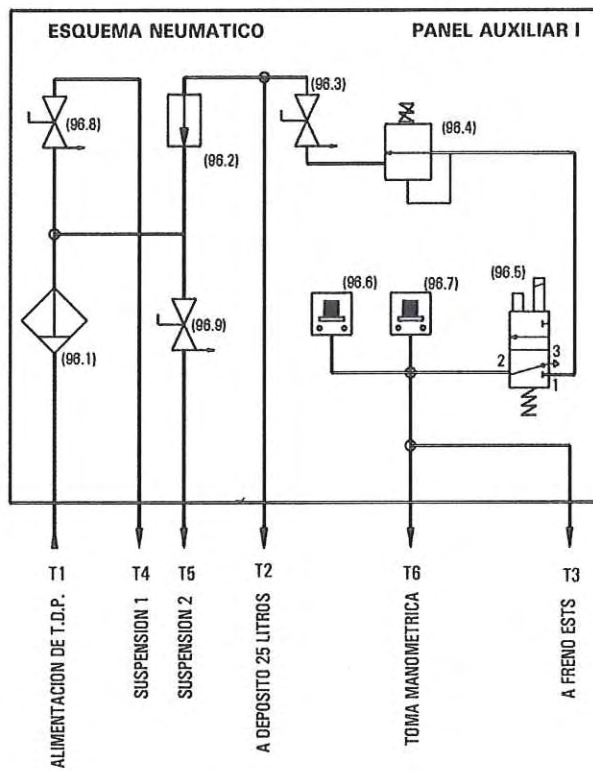 ESQUEMA NEUMATICO
PANEL AUXILIAR I
(96.8)
(96.2)
(96.3)
(96.4)
(96.1)
(96.9)
(96.6)
(96.7)
(96.5)
2
3
1
T1
T4
T5
T2
T6
T3
ALIMENTACION DE T.D.P.
SUSPENSION 1
SUSPENSION 2
A DEPOSITO 25 LITROS
TOMA MANOMETRICA
A FRENO ESTS